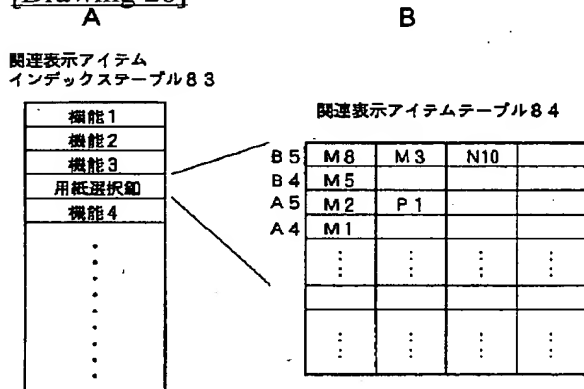 [Drawing 20]
A
B
関連表示アイテム
インデックステーブル83
機能1
機能2
機能3
用紙選択釦
機能4
関連表示アイテムテーブル84
B5 M8 M3 N10
B4 M5
A5 M2 P1
A4 M1